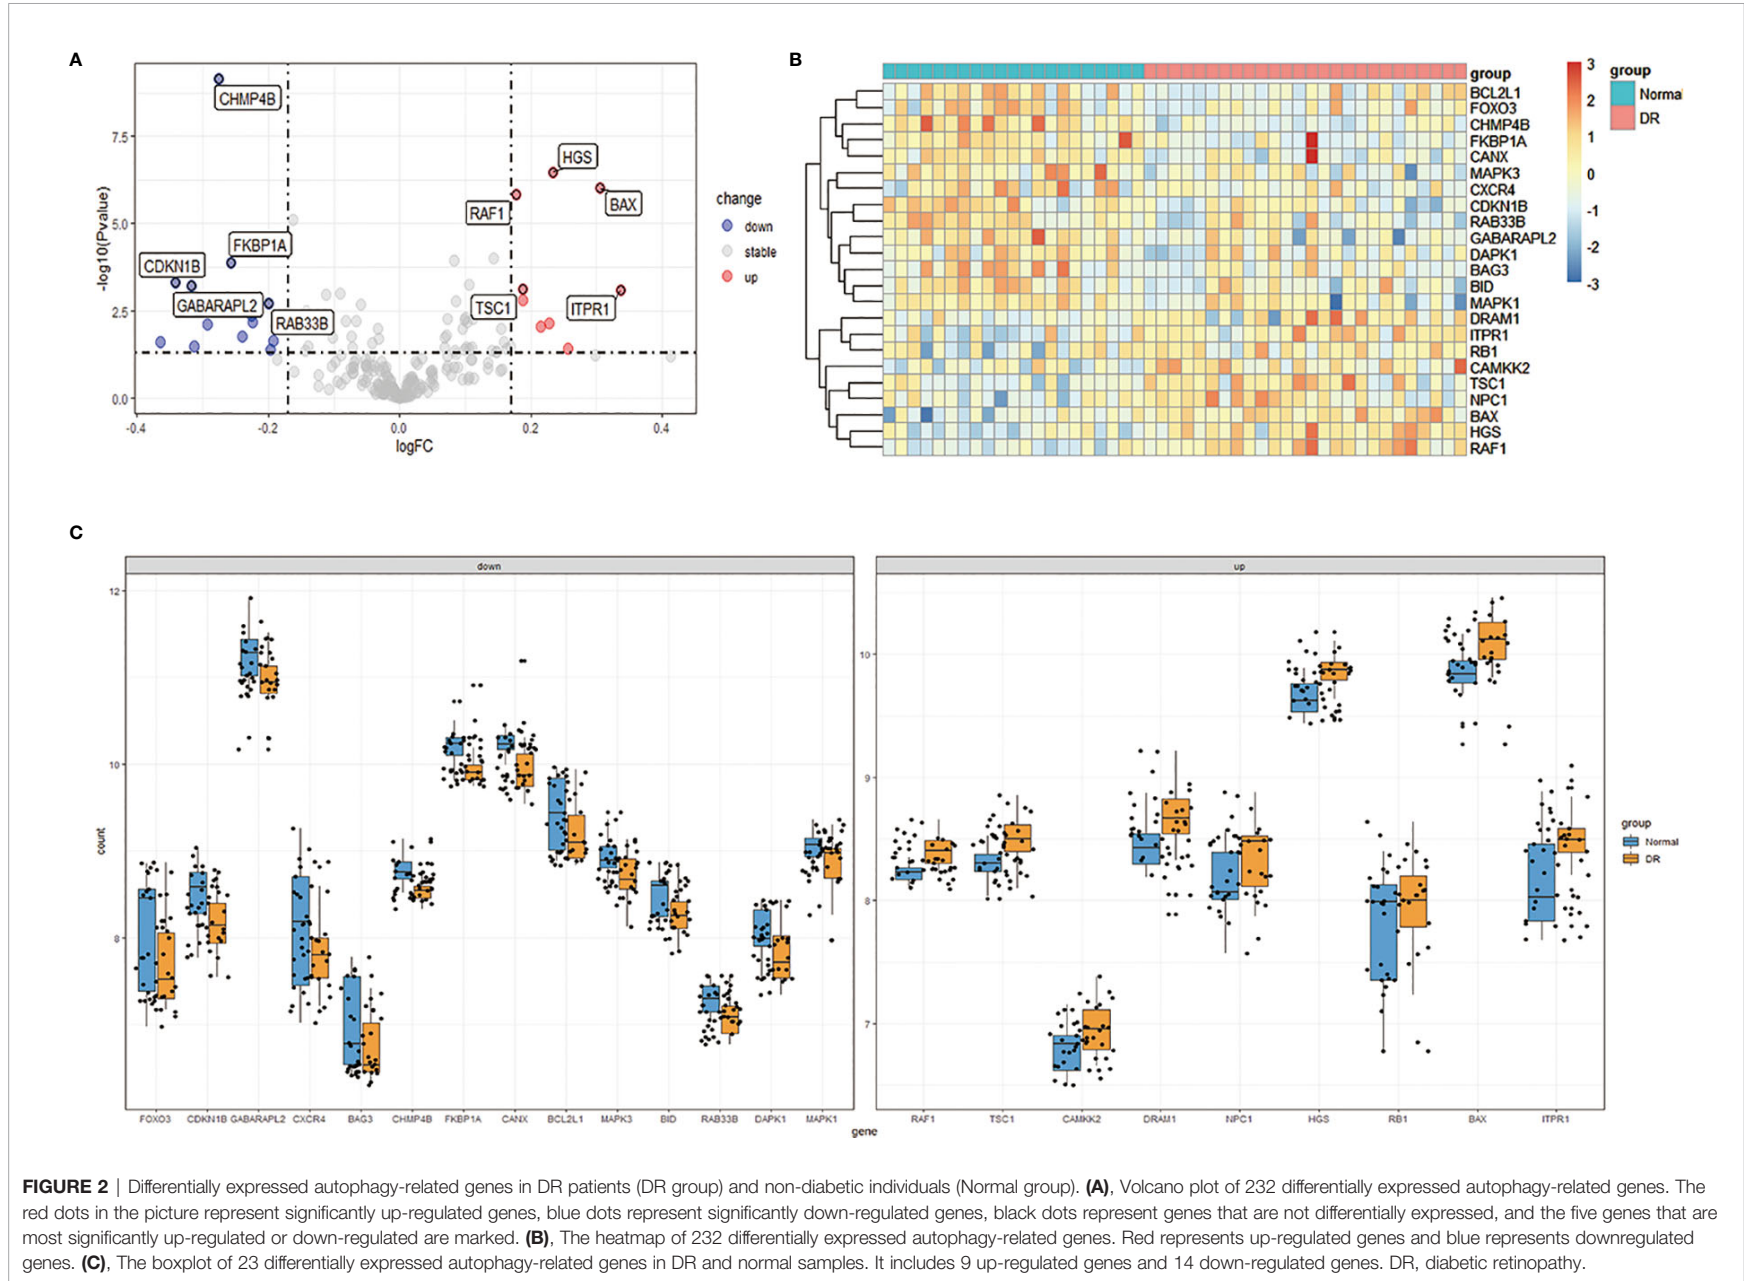 A
CHMP4B
HGS
RAF1
BAX
FKBP1A
CDKN1B
GABARAPL2
RAB33B
TSC1
ITPR1
-log10(Pvalue)
7.5
5.0
2.5
0.0
-0.4
-0.2
0.0
0.2
0.4
logFC
change
down
stable
up
B
group
BCL2L1
FOXO3
CHMP4B
FKBP1A
CANX
MAPK3
CXCR4
CDKN1B
RAB33B
GABARAPL2
DAPK1
BAG3
BID
MAPK1
DRAM1
ITPR1
RB1
CAMKK2
TSC1
NPC1
BAX
HGS
RAF1
3
2
1
0
-1
-2
-3
group
Normal
DR
C
down
up
count
12
10
8
10
9
8
7
FOXO3 CDKN1B GABARAPL2 CXCR4 BAG3 CHMP4B FKBP1A CANX BCL2L1 MAPK3 BID RAB33B DAPK1 MAPK1
RAF1 TSC1 CAMKK2 DRAM1 NPC1 HGS RB1 BAX ITPR1
gene
group
Normal
DR
FIGURE 2 | Differentially expressed autophagy-related genes in DR patients (DR group) and non-diabetic individuals (Normal group). (A), Volcano plot of 232 differentially expressed autophagy-related genes. The
red dots in the picture represent significantly up-regulated genes, blue dots represent significantly down-regulated genes, black dots represent genes that are not differentially expressed, and the five genes that are
most significantly up-regulated or down-regulated are marked. (B), The heatmap of 232 differentially expressed autophagy-related genes. Red represents up-regulated genes and blue represents downregulated
genes. (C), The boxplot of 23 differentially expressed autophagy-related genes in DR and normal samples. It includes 9 up-regulated genes and 14 down-regulated genes. DR, diabetic retinopathy.